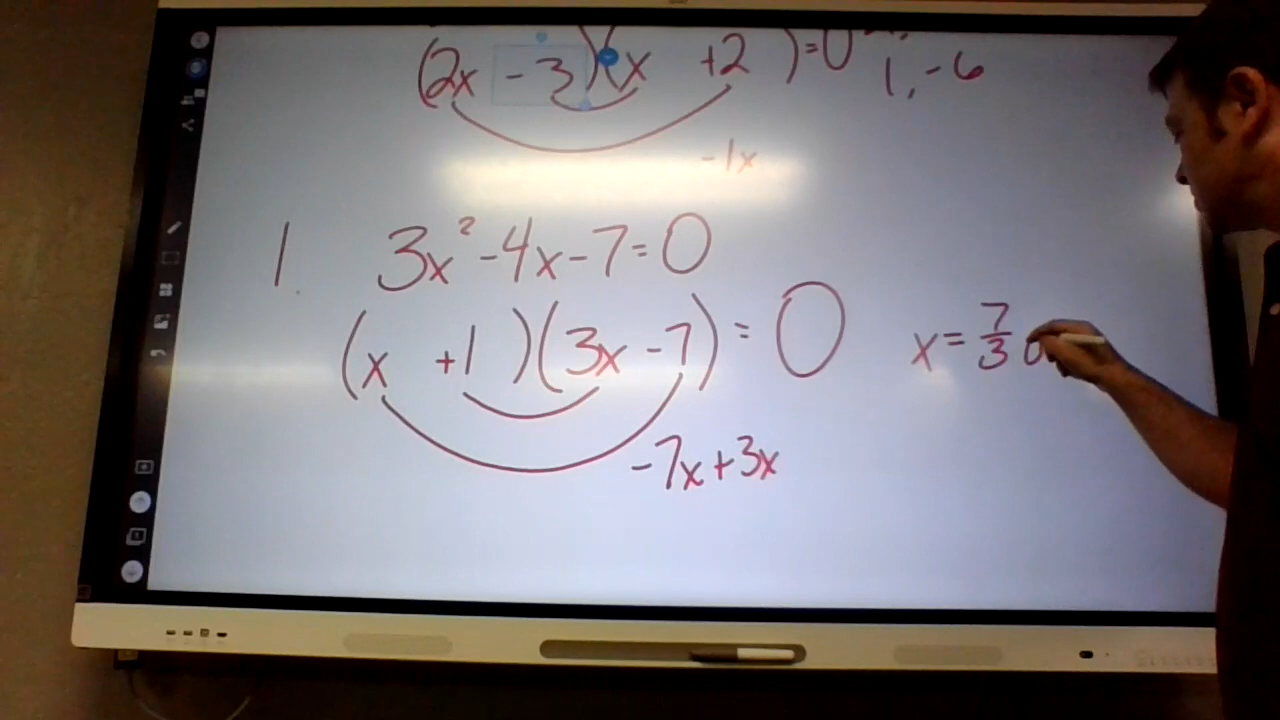 (2x - 3)(x + 2) = 0
1, -6
-1x
1 3x² - 4x - 7 = 0
(x + 1)(3x - 7) = 0 x = 7/3 o
-7x + 3x